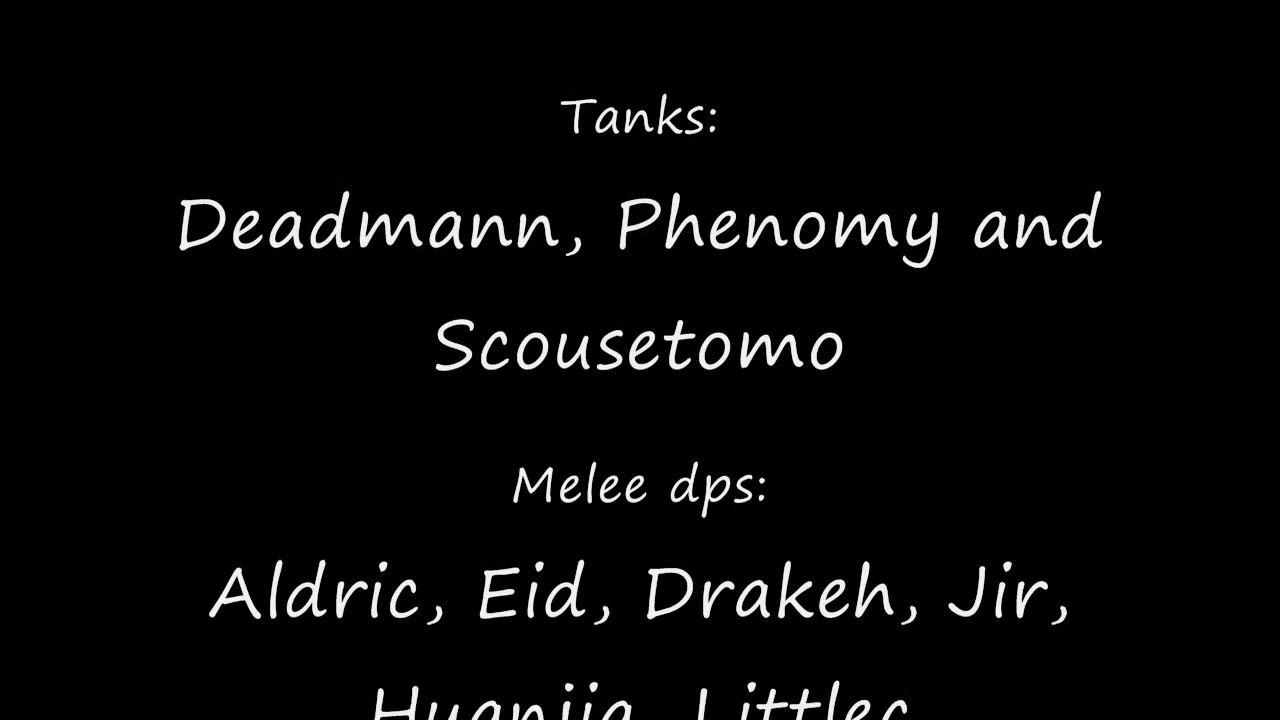 Tanks:
Deadmann, Phenomy and
Scousetomo
Melee dps:
Aldric, Eid, Drakeh, Jir,